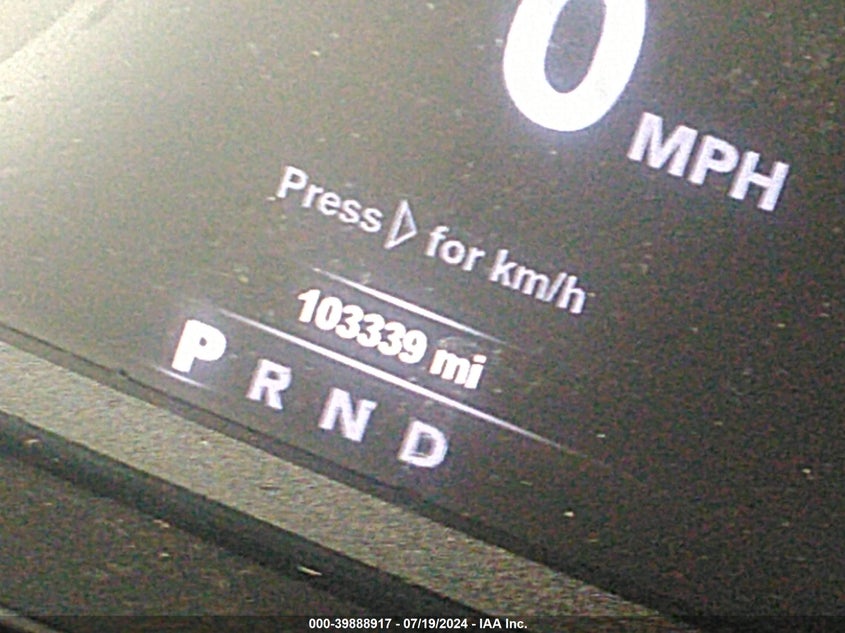 0 MPH
Press ▷ for km/h
103339 mi
P R N D
000-39888917 - 07/19/2024 - IAA Inc.